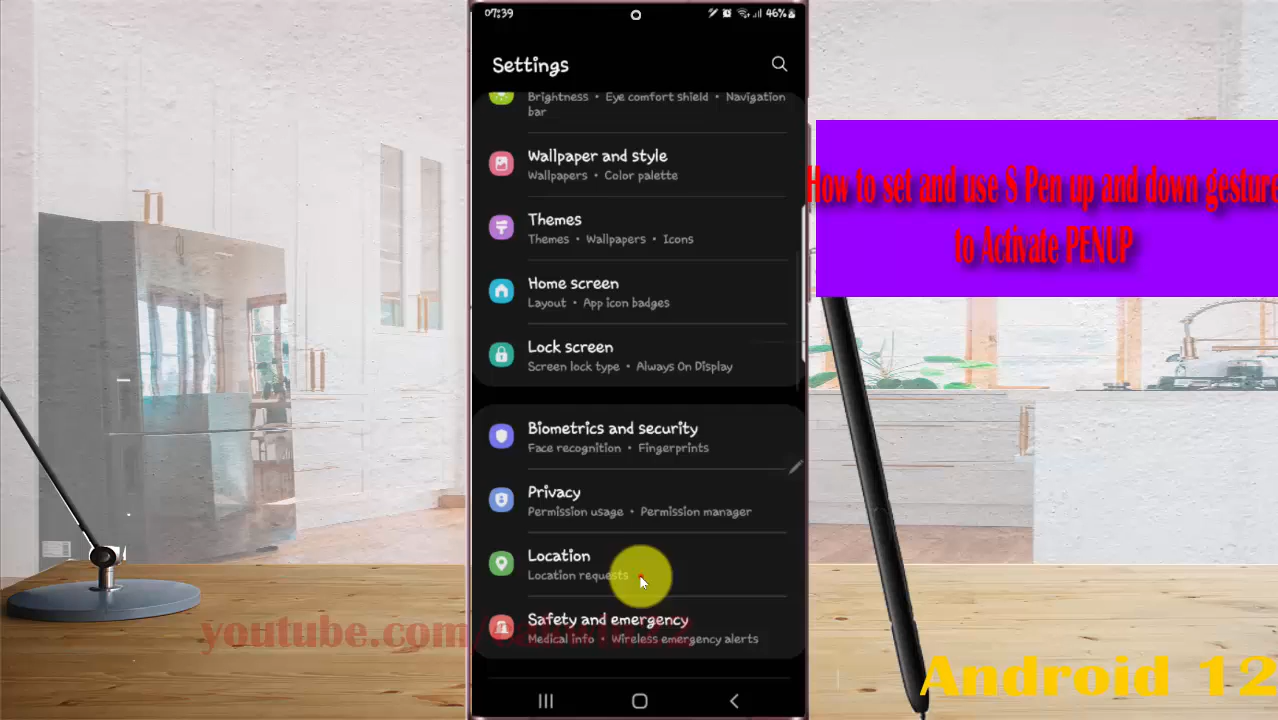 07:39
46%
Settings
Brightness • Eye comfort shield • Navigation
bar
Wallpaper and style
Wallpapers • Color palette
Themes
Themes • Wallpapers • Icons
Home screen
Layout • App icon badges
Lock screen
Screen lock type • Always On Display
Biometrics and security
Face recognition • Fingerprints
Privacy
Permission usage • Permission manager
Location
Location requests
Safety and emergency
Medical info • Wireless emergency alerts
How to set and use S Pen up and down gesture
to Activate PENUP
youtube.com/
Android 12